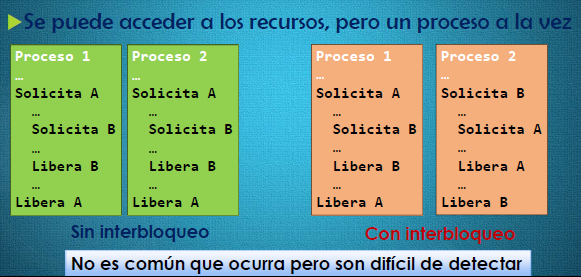 Se puede acceder a los recursos, pero un proceso a la vez
Proceso 1
…
Solicita A
…
Solicita B
…
Libera B
…
Libera A
Proceso 2
…
Solicita A
…
Solicita B
…
Libera B
…
Libera A
Sin interbloqueo
Proceso 1
…
Solicita A
…
Solicita B
…
Libera B
…
Libera A
Proceso 2
…
Solicita B
…
Solicita A
…
Libera A
…
Libera B
Con interbloqueo
No es común que ocurra pero son difícil de detectar